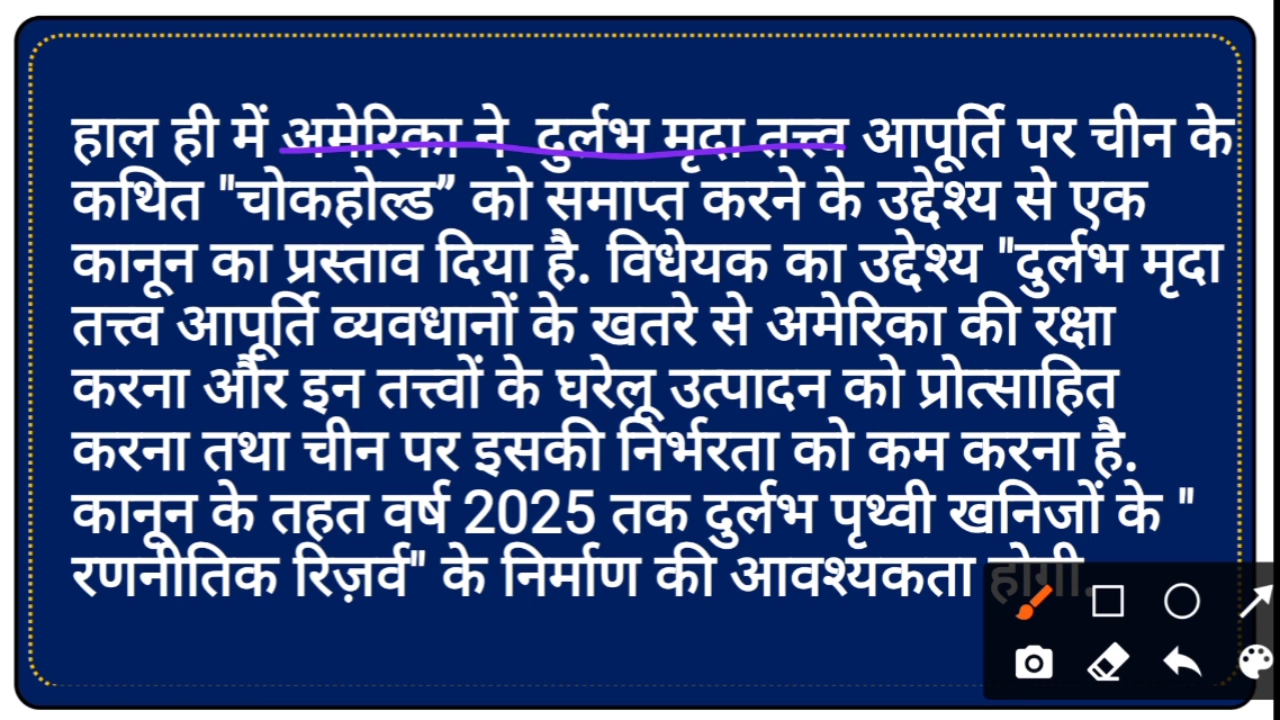 हाल ही में अमेरिका ने दुर्लभ मृदा तत्त्व आपूर्ति पर चीन के
कथित "चोकहोल्ड” को समाप्त करने के उद्देश्य से एक
कानून का प्रस्ताव दिया है. विधेयक का उद्देश्य "दुर्लभ मृदा
तत्त्व आपूर्ति व्यवधानों के खतरे से अमेरिका की रक्षा
करना और इन तत्त्वों के घरेलू उत्पादन को प्रोत्साहित
करना तथा चीन पर इसकी निर्भरता को कम करना है.
कानून के तहत वर्ष 2025 तक दुर्लभ पृथ्वी खनिजों के "
रणनीतिक रिज़र्व" के निर्माण की आवश्यकता होगी.